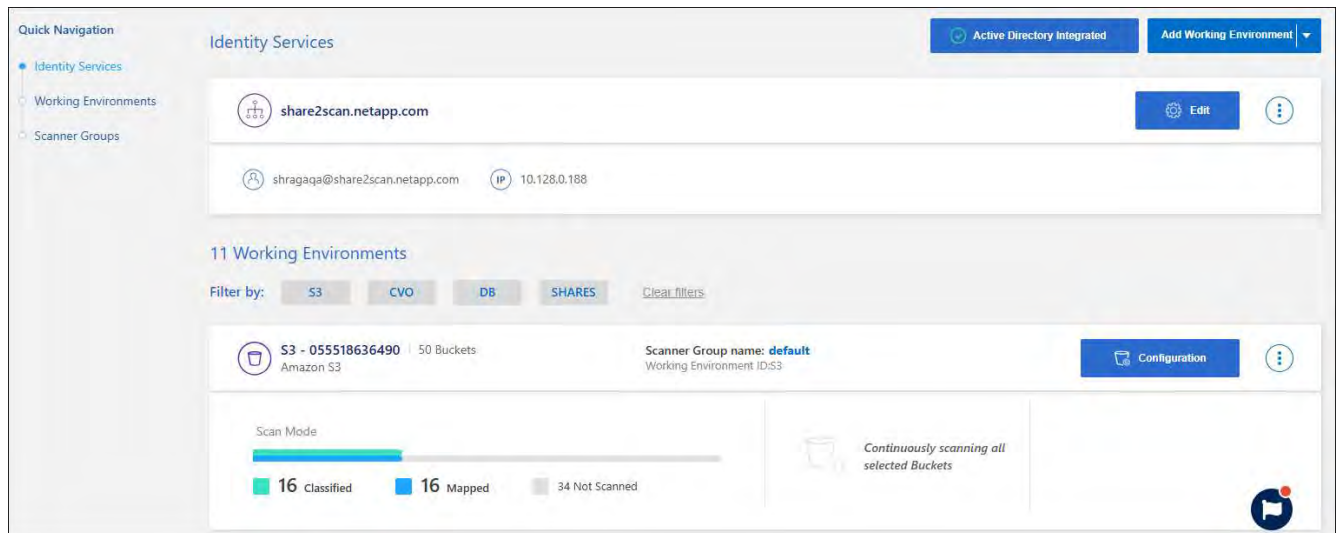 Quick Navigation
Identity Services
Working Environments
Scanner Groups
Identity Services
Active Directory Integrated
Add Working Environment
share2scan.netapp.com
Edit
shragaqa@share2scan.netapp.com
IP 10.128.0.188
11 Working Environments
Filter by: S3 CVO DB SHARES Clear filters
S3 - 055518636490 50 Buckets
Amazon S3
Scanner Group name: default
Working Environment ID:S3
Configuration
Scan Mode
16 Classified 16 Mapped 34 Not Scanned
Continuously scanning all
selected Buckets